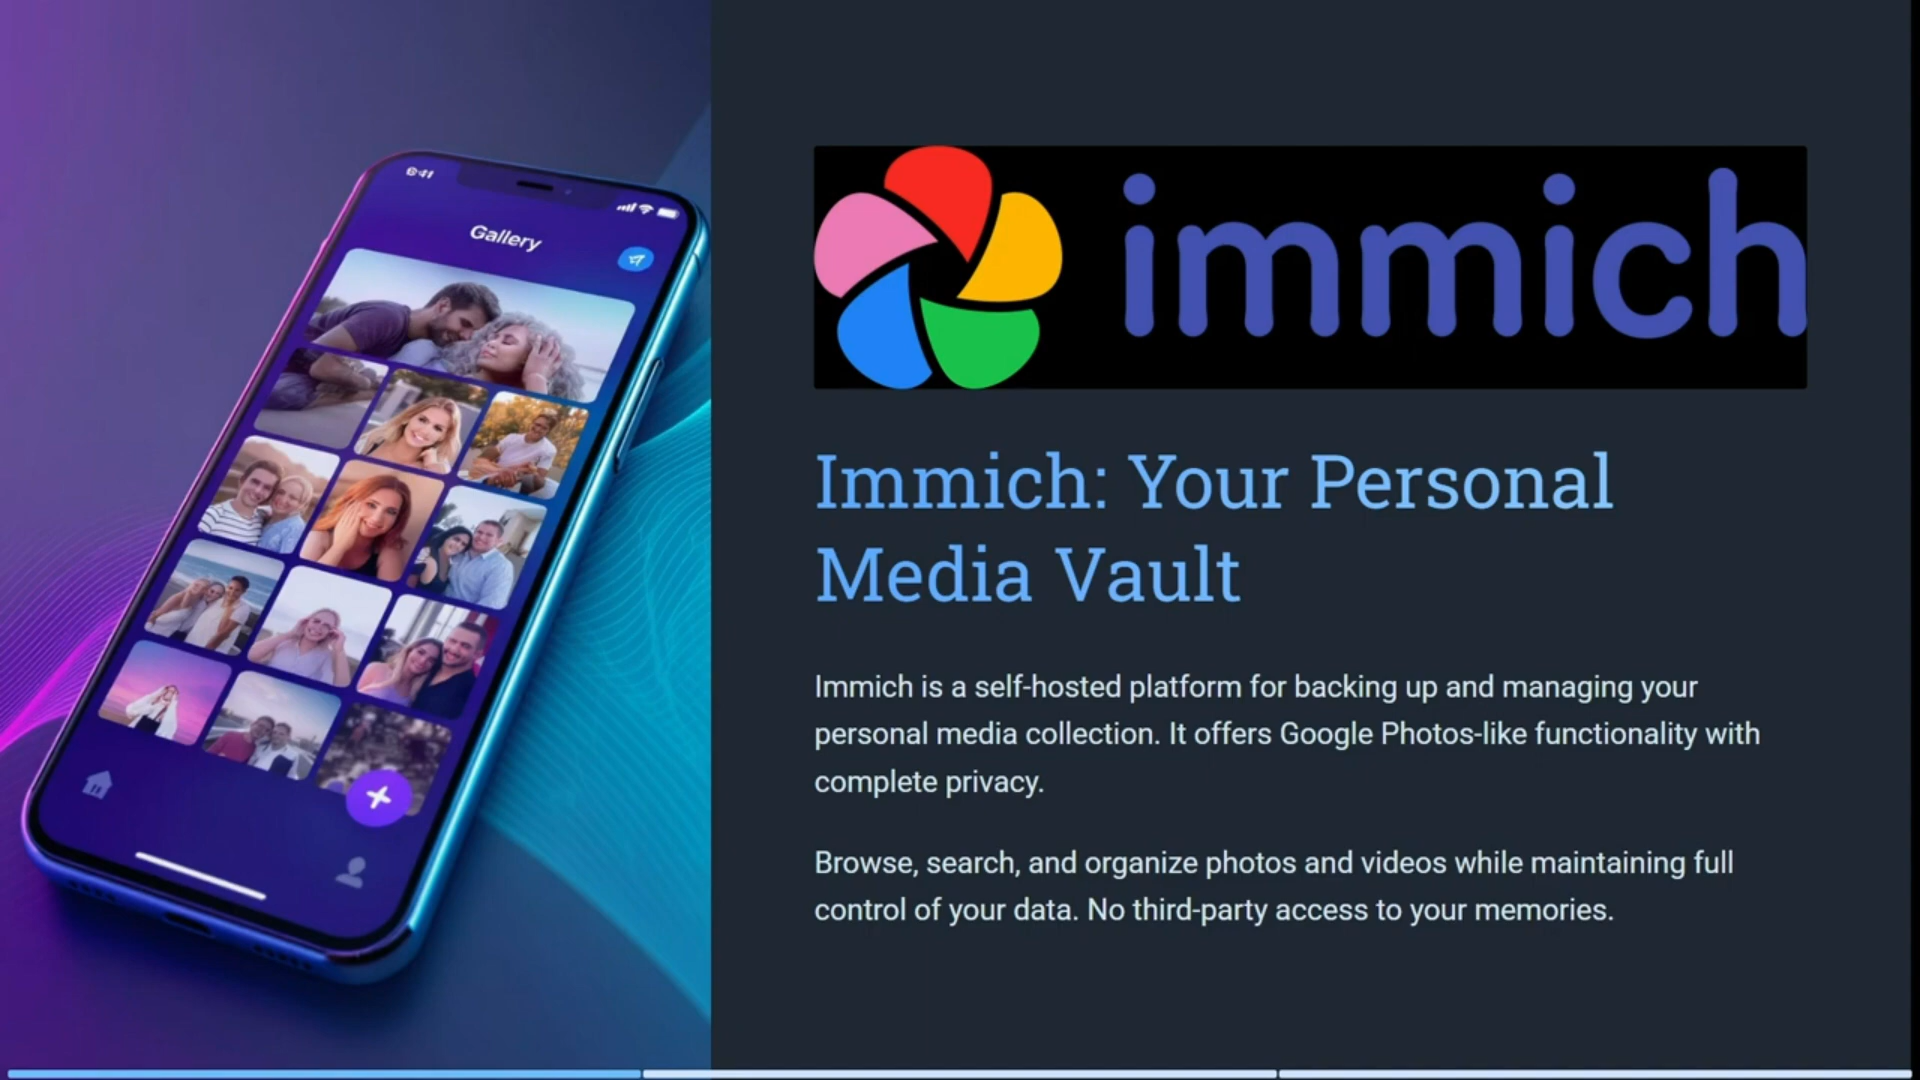 Gallery
immich
Immich: Your Personal
Media Vault
Immich is a self-hosted platform for backing up and managing your
personal media collection. It offers Google Photos-like functionality with
complete privacy.
Browse, search, and organize photos and videos while maintaining full
control of your data. No third-party access to your memories.